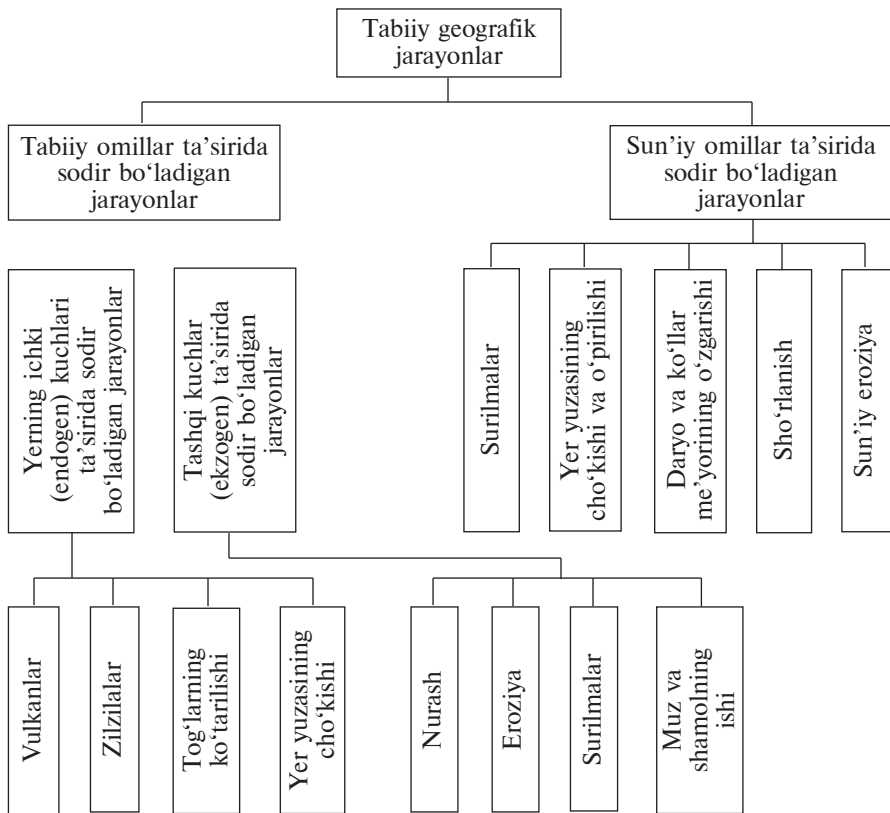 Tabiiy geografik
jarayonlar
Tabiiy omillar ta’sirida
sodir bo‘ladigan
jarayonlar
Sun’iy omillar ta’sirida
sodir bo‘ladigan
jarayonlar
Yerning ichki
(endogen) kuchlari
ta’sirida sodir
bo‘ladigan jarayonlar
Tashqi kuchlar
(ekzogen) ta’sirida
sodir bo‘ladigan
jarayonlar
Surilmalar
Yer yuzasining
cho‘kishi va o‘pirilishi
Daryo va ko‘llar
me’yorining o‘zgarishi
Sho‘rlanish
Sun’iy eroziya
Vulkanlar
Zilzilalar
Tog‘larning
ko‘tarilishi
Yer yuzasining
cho‘kishi
Nurash
Eroziya
Surilmalar
Muz va
shamolning
ishi